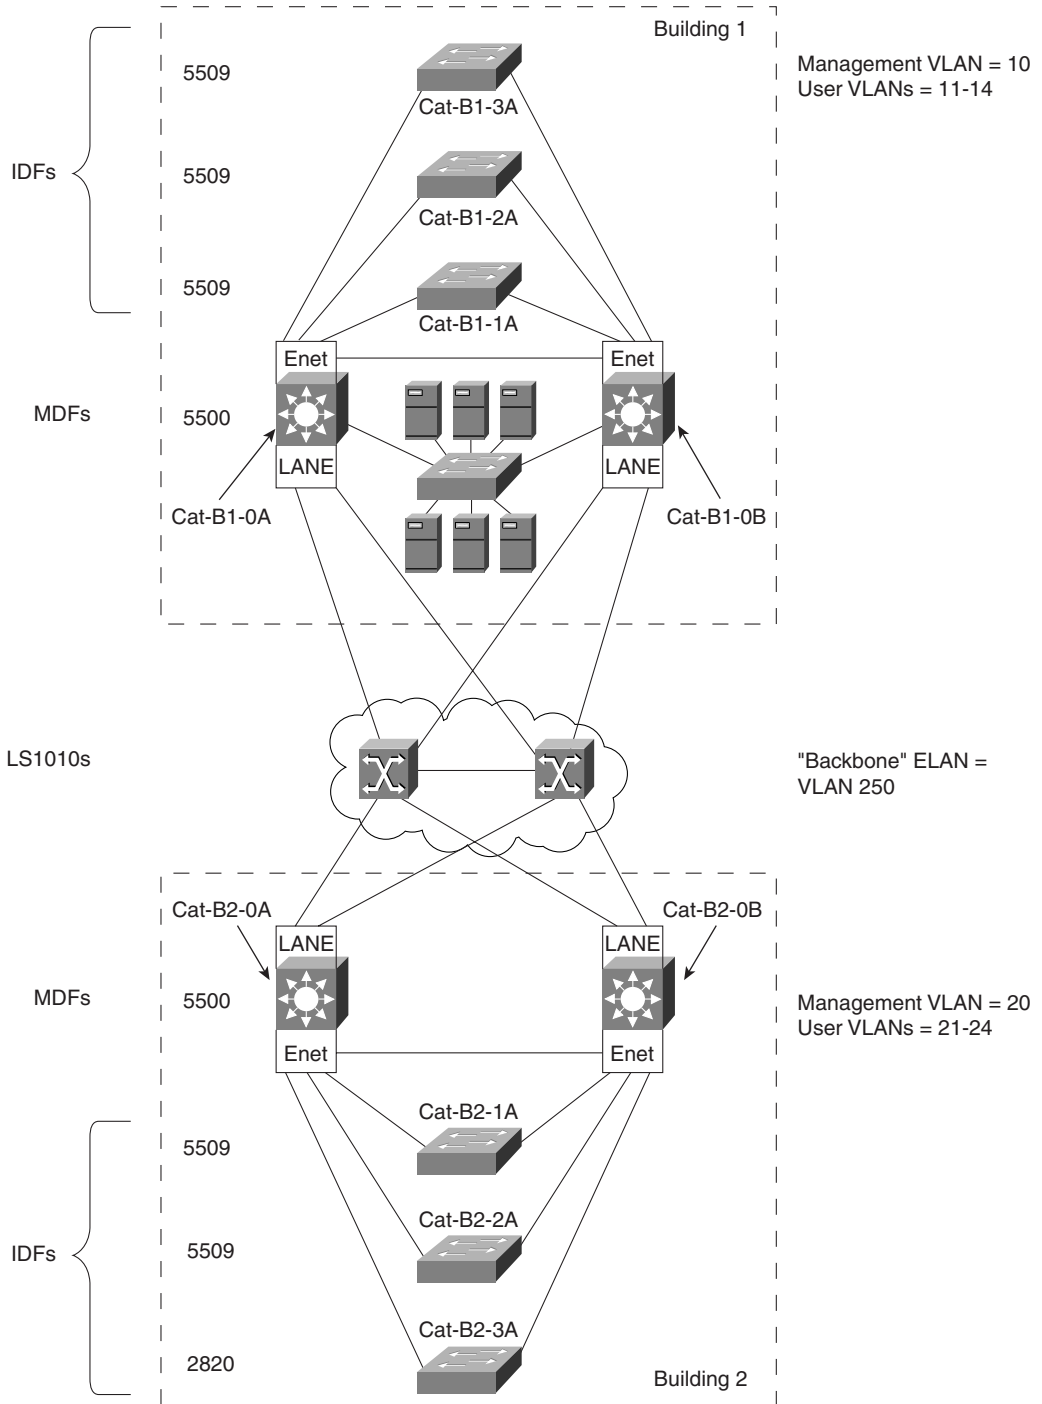 Building 1
Management VLAN = 10
User VLANs = 11-14
IDFs
5509
Cat-B1-3A
5509
Cat-B1-2A
5509
Cat-B1-1A
Enet
Enet
MDFs
5500
LANE
LANE
Cat-B1-0A
Cat-B1-0B
LS1010s
"Backbone" ELAN =
VLAN 250
Cat-B2-0A
Cat-B2-0B
LANE
LANE
MDFs
5500
Management VLAN = 20
User VLANs = 21-24
Enet
Enet
Cat-B2-1A
5509
Cat-B2-2A
IDFs
5509
Cat-B2-3A
2820
Building 2